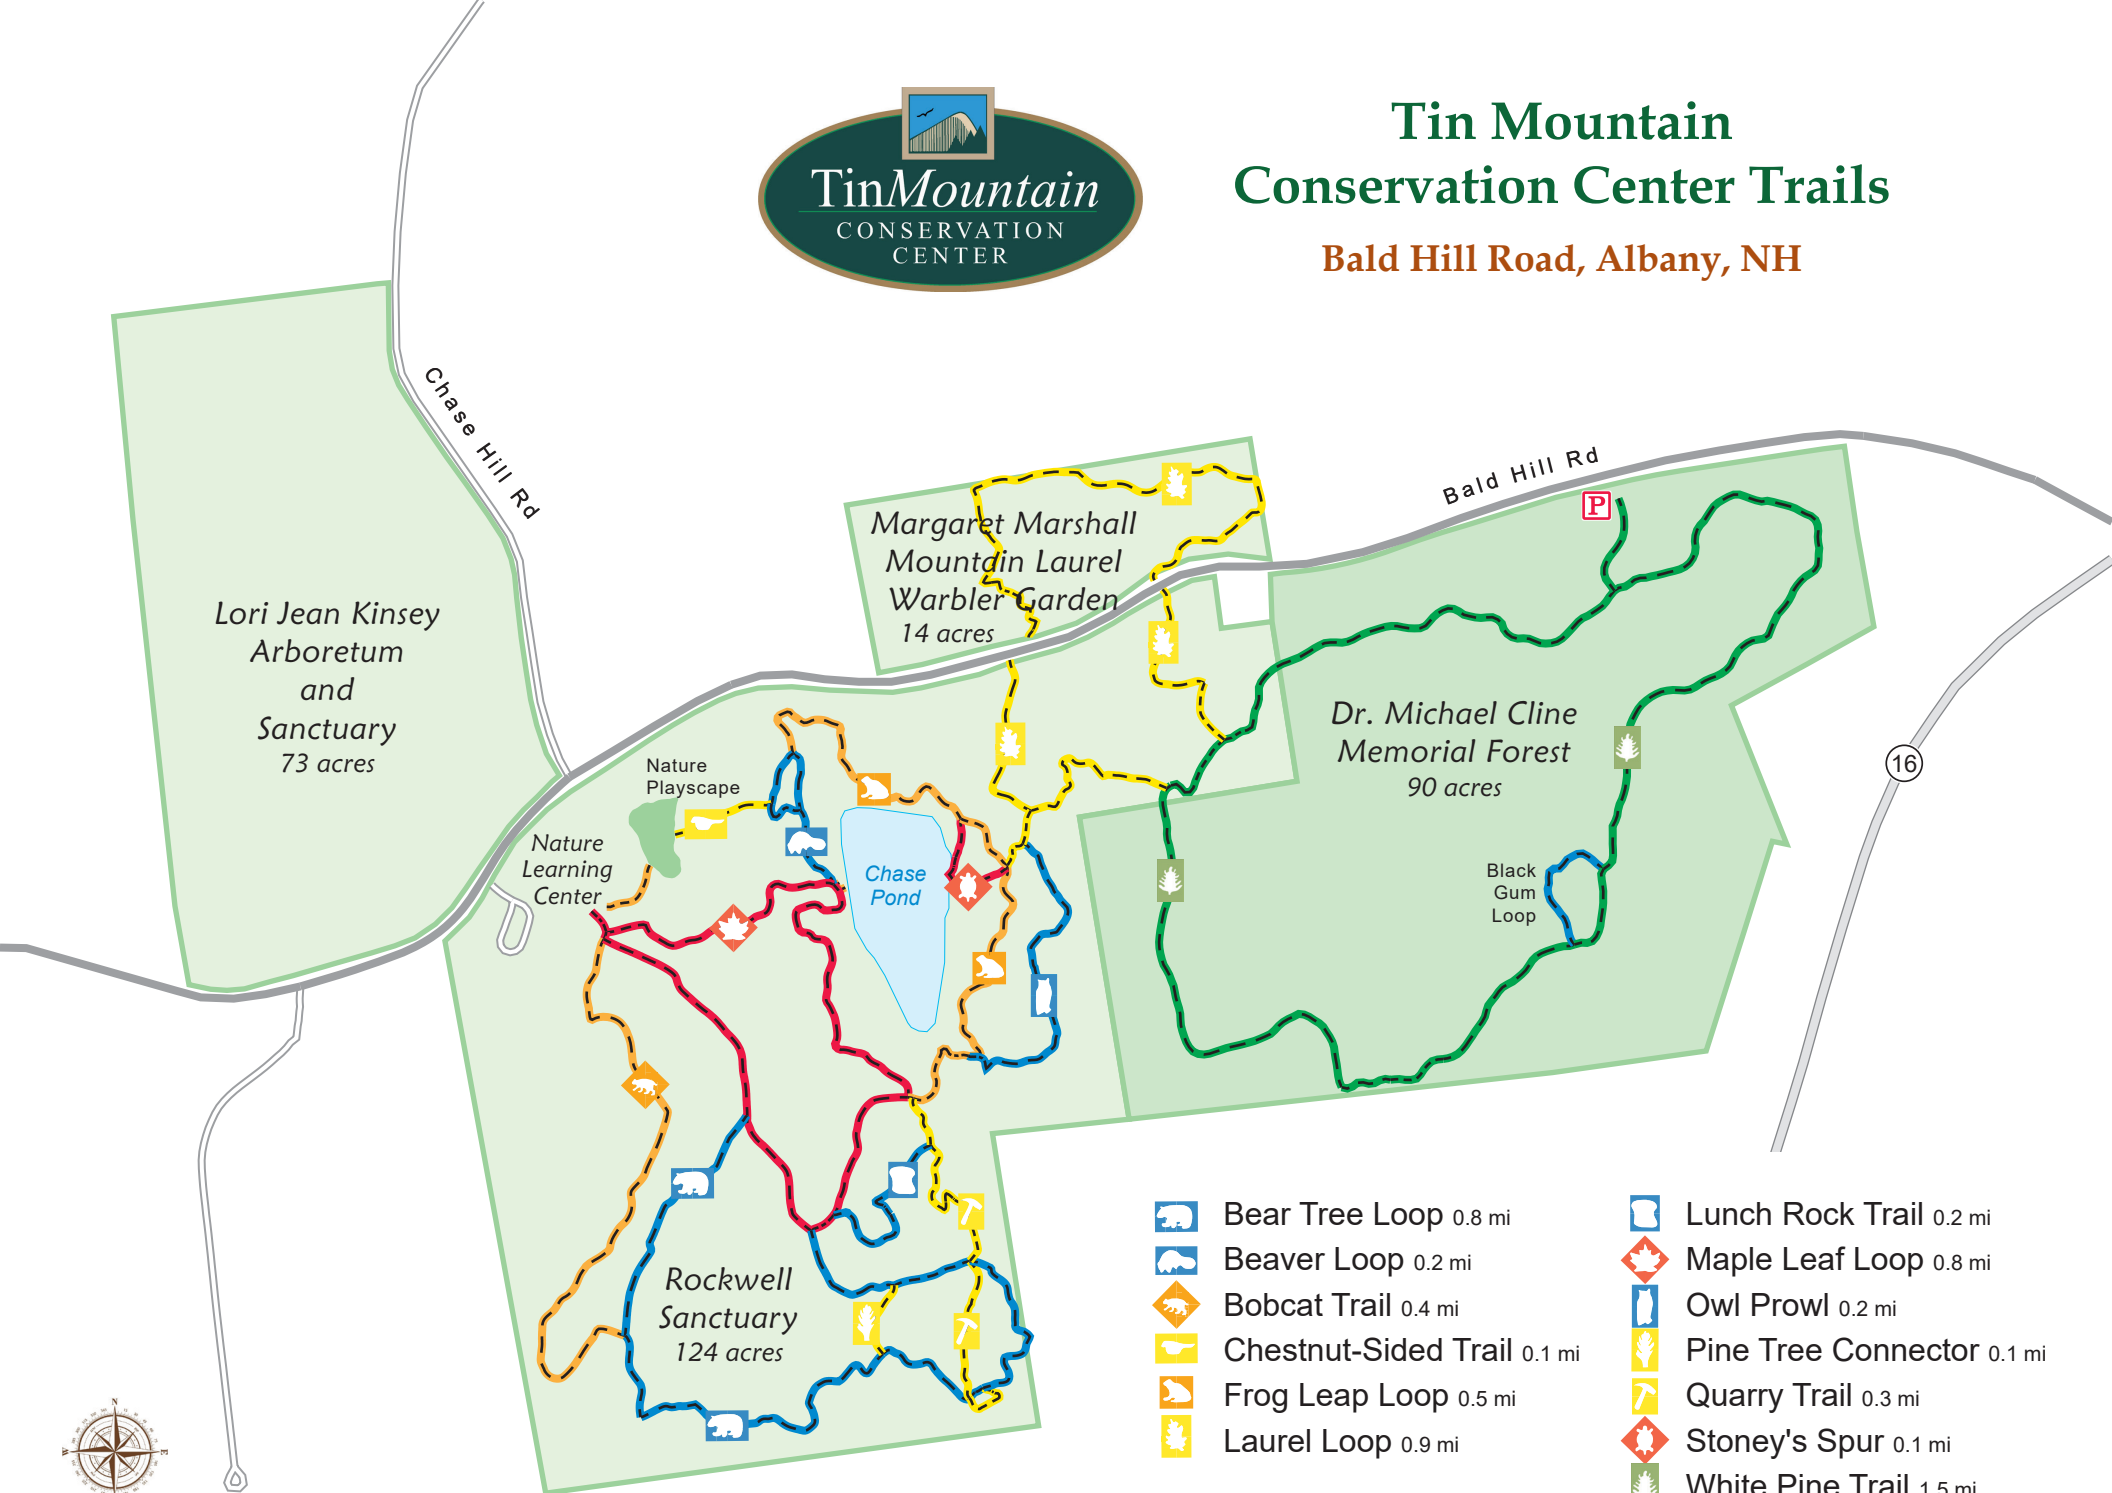 Tin Mountain
Conservation Center Trails
Bald Hill Road, Albany, NH
TinMountain
CONSERVATION
CENTER
Chase Hill Rd
Bald Hill Rd
P
Margaret Marshall
Mountain Laurel
Warbler Garden
14 acres
Lori Jean Kinsey
Arboretum
and
Sanctuary
73 acres
Dr. Michael Cline
Memorial Forest
90 acres
16
Nature
Playscape
Nature
Learning
Center
Chase
Pond
Black
Gum
Loop
Rockwell
Sanctuary
124 acres
Bear Tree Loop 0.8 mi
Beaver Loop 0.2 mi
Bobcat Trail 0.4 mi
Chestnut-Sided Trail 0.1 mi
Frog Leap Loop 0.5 mi
Laurel Loop 0.9 mi
Lunch Rock Trail 0.2 mi
Maple Leaf Loop 0.8 mi
Owl Prowl 0.2 mi
Pine Tree Connector 0.1 mi
Quarry Trail 0.3 mi
Stoney's Spur 0.1 mi
White Pine Trail 1.5 mi
N
W
E